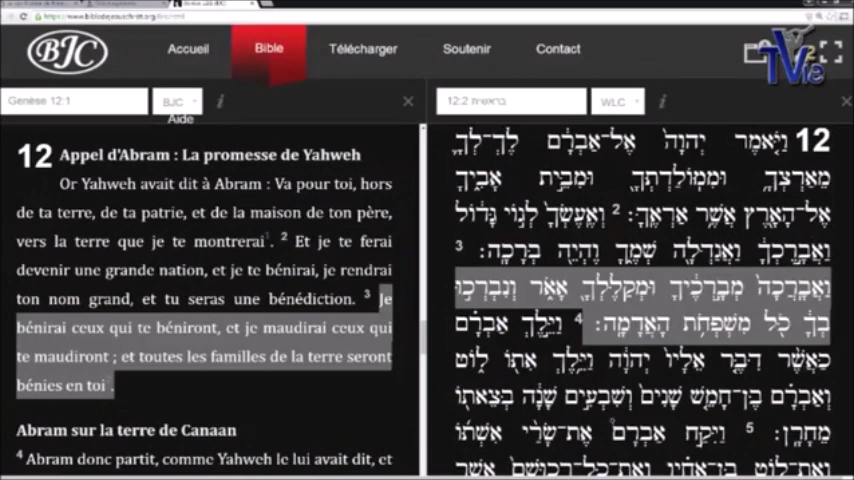 https://www.bibledejesuschrist.org
BJC
Accueil
Bible
Télécharger
Soutenir
Contact
TVie
Genèse 12:1
BJC
Aide
12 Appel d'Abram : La promesse de Yahweh
Or Yahweh avait dit à Abram : Va pour toi, hors
de ta terre, de ta patrie, et de la maison de ton père,
vers la terre que je te montrerai. 2 Et je te ferai
devenir une grande nation, et je te bénirai, je rendrai
ton nom grand, et tu seras une bénédiction. 3 Je
bénirai ceux qui te béniront, et je maudirai ceux qui
te maudiront ; et toutes les familles de la terre seront
bénies en toi.
Abram sur la terre de Canaan
4 Abram donc partit, comme Yahweh le lui avait dit, et
בראשית 12:2
WLC
12 וַיֹּאמֶר יְהוָה אֶל־אַבְרָם לֶךְ־לְךָ
מֵאַרְצְךָ וּמִמּוֹלַדְתְּךָ וּמִבֵּית אָבִיךָ
אֶל־הָאָרֶץ אֲשֶׁר אַרְאֶךָּ׃ 2 וְאֶעֶשְׂךָ לְגוֹי גָּדוֹל
וַאֲבָרֶכְךָ וַאֲגַדְּלָה שְׁמֶךָ וֶהְיֵה בְּרָכָה׃ 3
וַאֲבָרֲכָה מְבָרְכֶיךָ וּמְקַלֶּלְךָ אָאֹר וְנִבְרְכוּ
בְךָ כֹּל מִשְׁפְּחֹת הָאֲדָמָה׃ 4 וַיֵּלֶךְ אַבְרָם
כַּאֲשֶׁר דִּבֶּר אֵלָיו יְהוָה וַיֵּלֶךְ אִתּוֹ לוֹט
וְאַבְרָם בֶּן־חָמֵשׁ שָׁנִים וְשִׁבְעִים שָׁנָה בְּצֵאתוֹ
מֵחָרָן׃ 5 וַיִּקַּח אַבְרָם אֶת־שָׂרַי אִשְׁתּוֹ
וְאֶת־לוֹט בֶּן־אָחִיו וְאֶת־כָּל־רְכוּשָׁם אֲשֶׁר